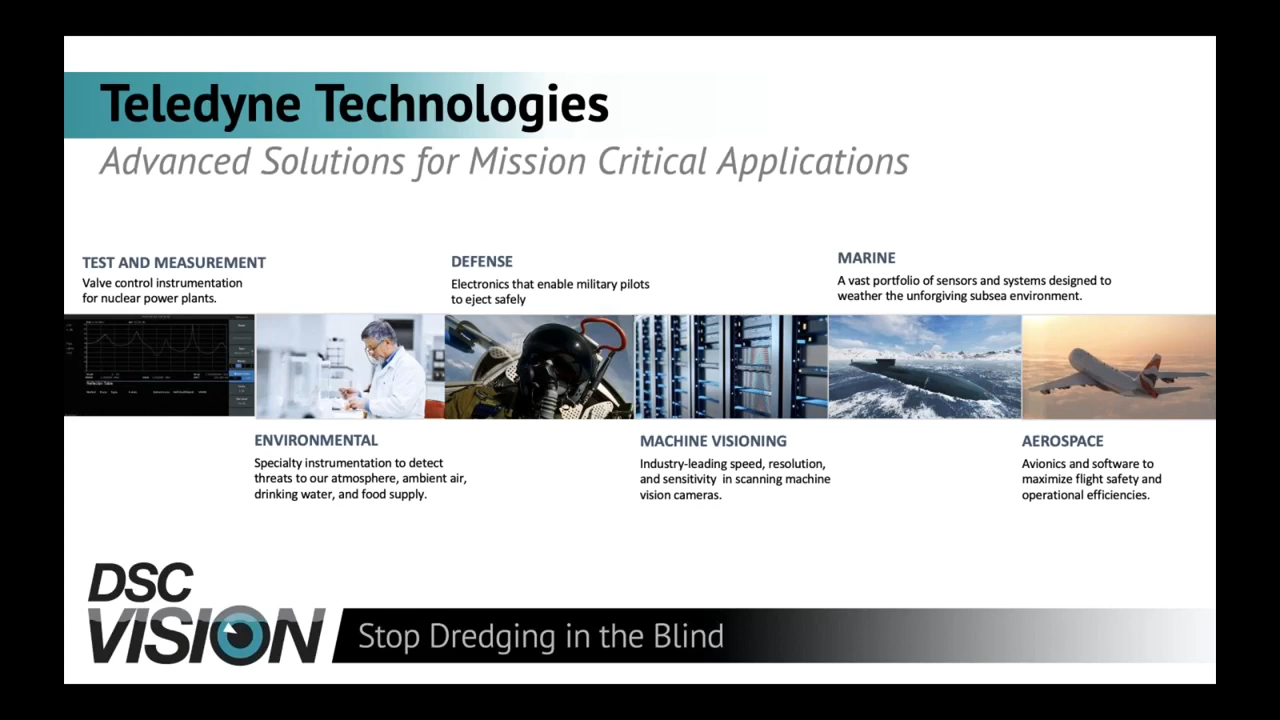 Teledyne Technologies
Advanced Solutions for Mission Critical Applications
TEST AND MEASUREMENT
Valve control instrumentation
for nuclear power plants.
DEFENSE
Electronics that enable military pilots
to eject safely
MARINE
A vast portfolio of sensors and systems designed to
weather the unforgiving subsea environment.
ENVIRONMENTAL
Specialty instrumentation to detect
threats to our atmosphere, ambient air,
drinking water, and food supply.
MACHINE VISIONING
Industry-leading speed, resolution,
and sensitivity in scanning machine
vision cameras.
AEROSPACE
Avionics and software to
maximize flight safety and
operational efficiencies.
DSC
VISION
Stop Dredging in the Blind